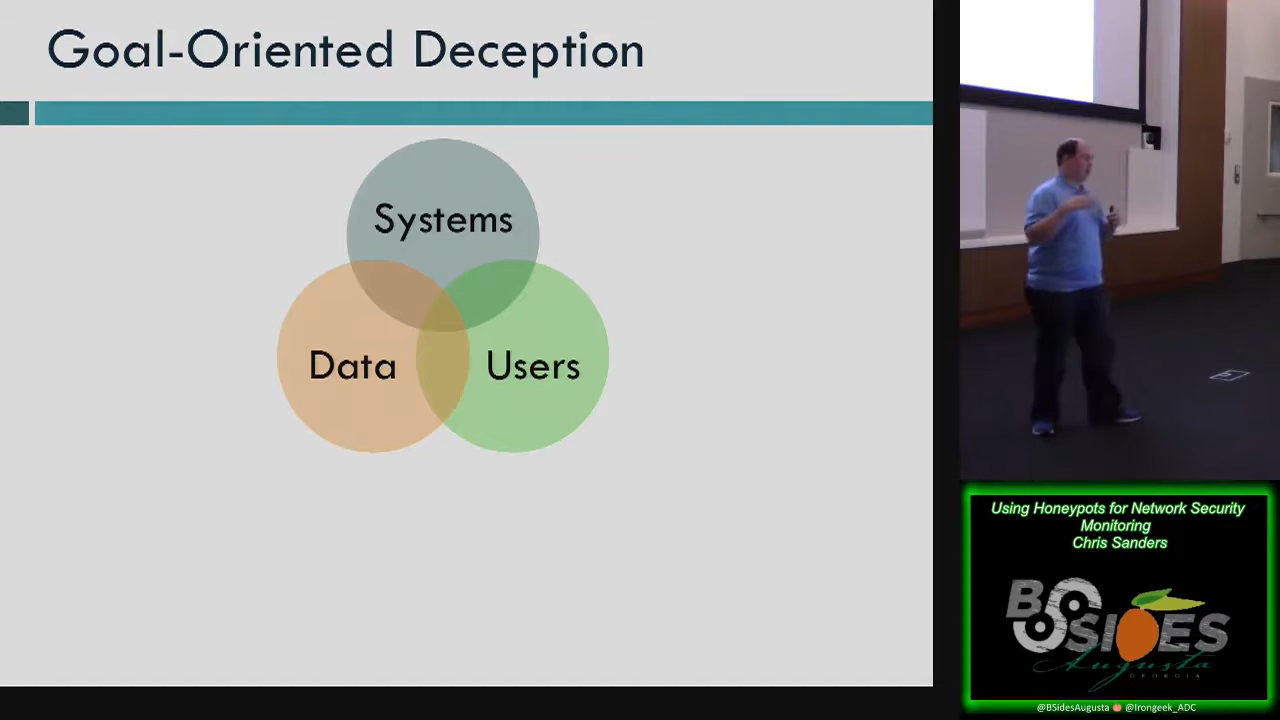 Goal-Oriented Deception
Systems
Data
Users
Using Honeypots for Network Security
Monitoring
Chris Sanders
BSIDES
Augusta
GEORGIA
@BSidesAugusta @Irongeek_ADC